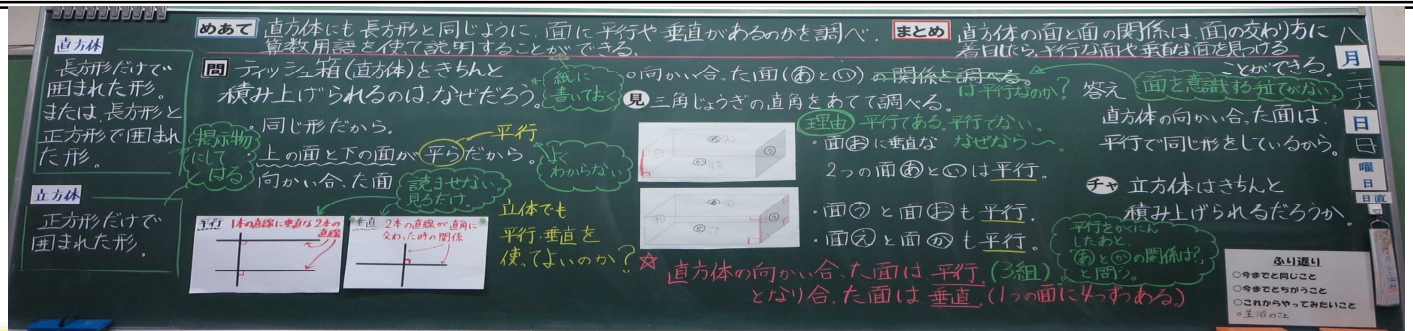 直方体
長方形だけで
囲まれた形。
または、長方形と
正方形で囲まれ
た形。
立方体
正方形だけで
囲まれた形。
めあて 直方体にも長方形と同じように、面に平行や垂直があるのかを調べ、
算数用語を使って説明することができる。
問 ティッシュ箱(直方体)をきちんと
積み上げられるのは、なぜだろう。
紙に
書いておく
・同じ形だから。
・上の面と下の面が平らだから。
向かい合った面
平行
よく
わからない
掲示物
にして
はる
読ませない。
見るだけ。
平行 1本の直線に垂直な2本の
直線
垂直 2本の直線が直角に
交わった時の関係
立体でも
平行・垂直を
使ってよいのか?
○向かい合った面(あといの)の関係を調べる。
は平行なのか?
見 三角じょうぎの直角をあてて調べる。
理由 平行である。平行でない。
なぜなら〜。
・面おに垂直な
2つの面あといは平行。
・面うと面おも平行。
・面えと面かも平行。
☆ 直方体の向かい合った面は平行。(3組)
となり合った面は垂直。(1つの面に4つずつある)
まとめ 直方体の面と面の関係は、面の交わり方に
着目したら、平行な面や垂直な面を見つける
ことができる。
答え
面を意識する
直方体の向かい合った面は、
平行で同じ形をしているから。
チャ 立方体はきちんと
積み上げられるだろうか。
平行をかくにん
したあと、
あとかの関係は?
と問う。
ふり返り
○今までと同じこと
○今までとちがうこと
○これからやってみたいこと
○生活のこと
八
月
二十六
日
曜
日
日直